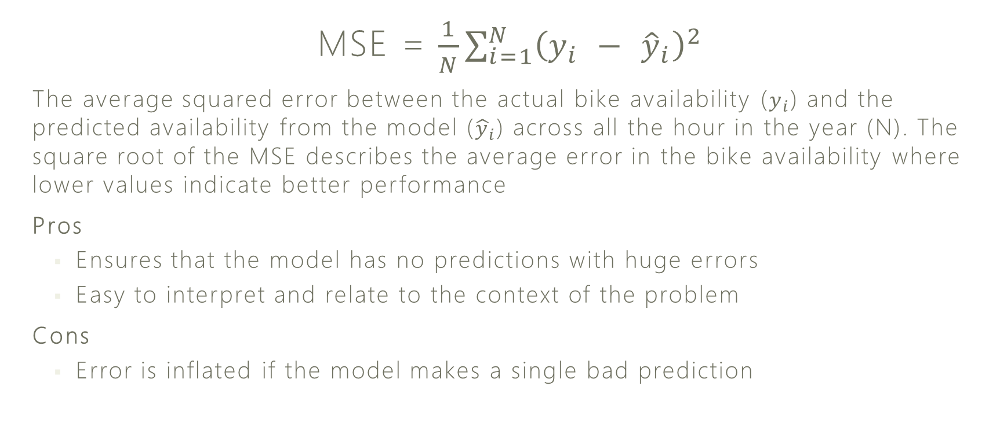 MSE = \frac{1}{N}\sum_{i=1}^{N}(y_i - \hat{y}_i)^2
The average squared error between the actual bike availability (y_i) and the
predicted availability from the model (ŷ_i) across all the hour in the year (N). The
square root of the MSE describes the average error in the bike availability where
lower values indicate better performance
Pros
▪ Ensures that the model has no predictions with huge errors
▪ Easy to interpret and relate to the context of the problem
Cons
▪ Error is inflated if the model makes a single bad prediction